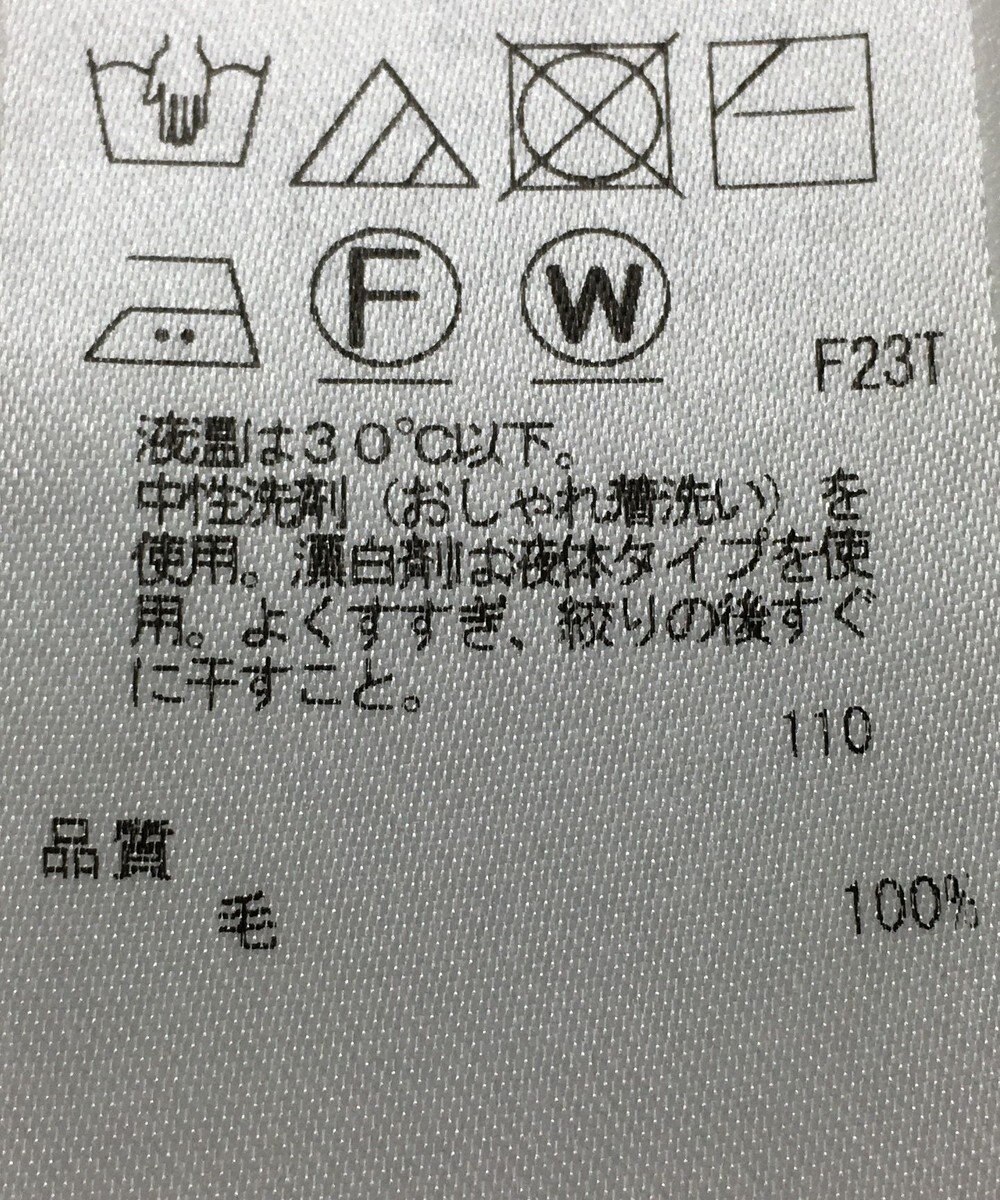 F W
F23T
液温は30℃以下。
中性洗剤（おしゃれ着洗い）を
使用。漂白剤は液体タイプを使
用。よくすすぎ、絞りの後すぐ
に干すこと。
110
品質
毛 100%